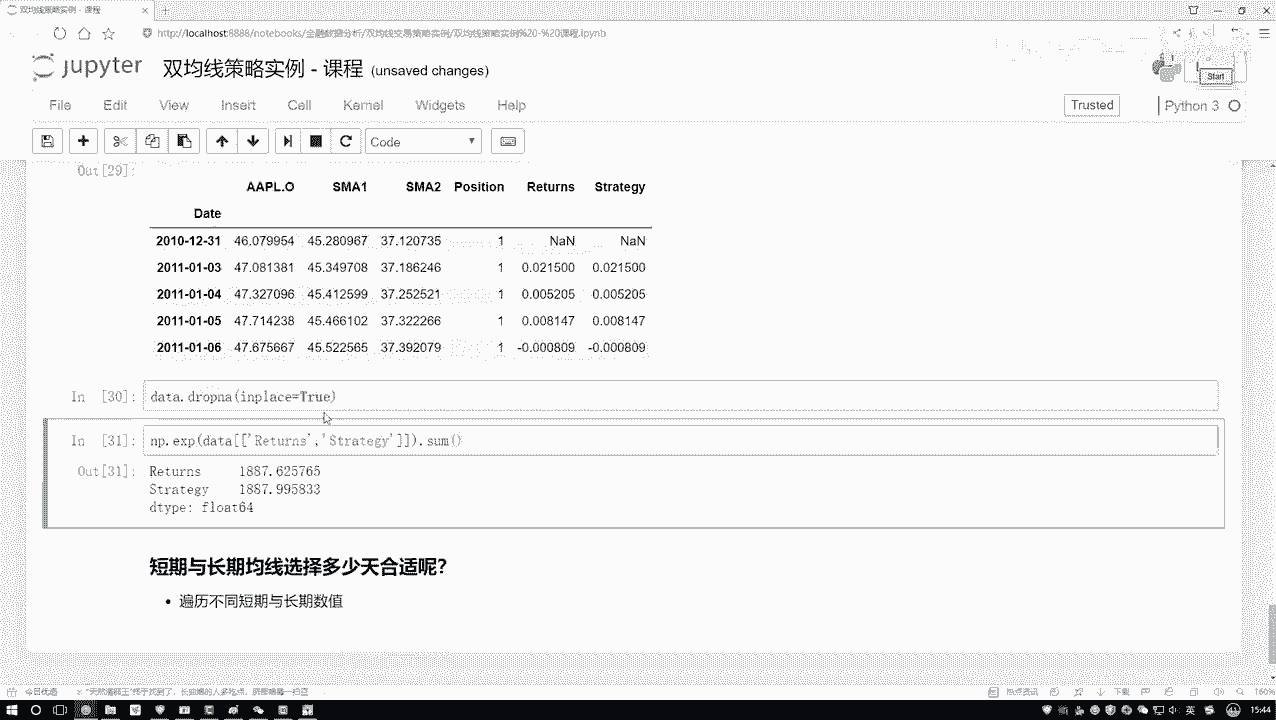 双均线策略实例 - 课程
http://localhost:8888/notebooks/金融数据分析/双均线交易策略实例/双均线策略实例%20-%20课程.ipynb
jupyter 双均线策略实例 - 课程 (unsaved changes)
Start
File Edit View Insert Cell Kernel Widgets Help
Trusted Python 3
Code
Out[29]:
AAPL.O SMA1 SMA2 Position Returns Strategy
Date
2010-12-31 46.079954 45.280967 37.120735 1 NaN NaN
2011-01-03 47.081381 45.349708 37.186246 1 0.021500 0.021500
2011-01-04 47.327096 45.412599 37.252521 1 0.005205 0.005205
2011-01-05 47.714238 45.466102 37.322266 1 0.008147 0.008147
2011-01-06 47.675667 45.522565 37.392079 1 -0.000809 -0.000809
In [30]: data.dropna(inplace=True)
In [31]: np.exp(data[['Returns','Strategy']]).sum()
Out[31]: Returns 1887.625765
Strategy 1887.995833
dtype: float64
短期与长期均线选择多少天合适呢?
• 遍历不同短期与长期数值
今日优选
热点资讯
下载
160%
英
15:44